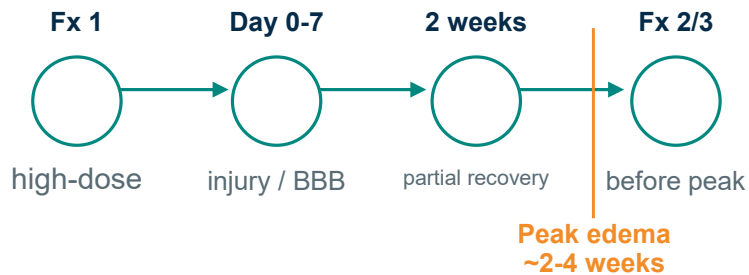 Fx 1
Day 0-7
2 weeks
Fx 2/3
high-dose
injury / BBB
partial recovery
before peak
Peak edema
~2-4 weeks